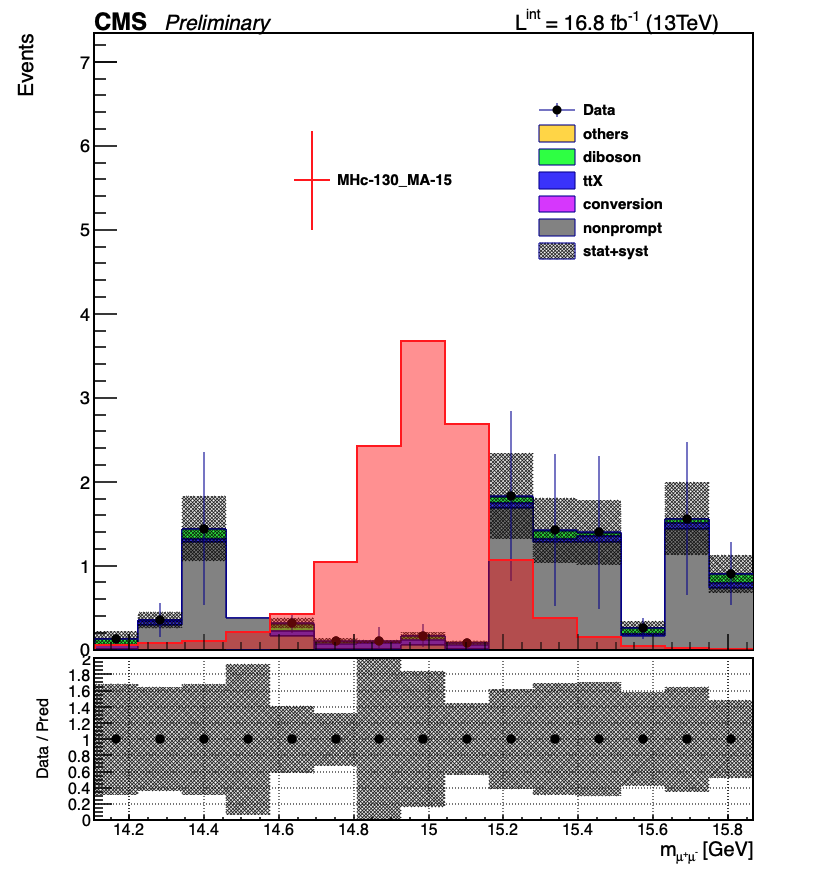 CMS Preliminary L^int = 16.8 fb^-1 (13TeV)
Events
7
6
5
4
3
2
1
0
MHc-130_MA-15
Data
others
diboson
ttX
conversion
nonprompt
stat+syst
Data / Pred
2
1.8
1.6
1.4
1.2
1
0.8
0.6
0.4
0.2
0
14.2 14.4 14.6 14.8 15 15.2 15.4 15.6 15.8
m_μ⁺μ⁻ [GeV]